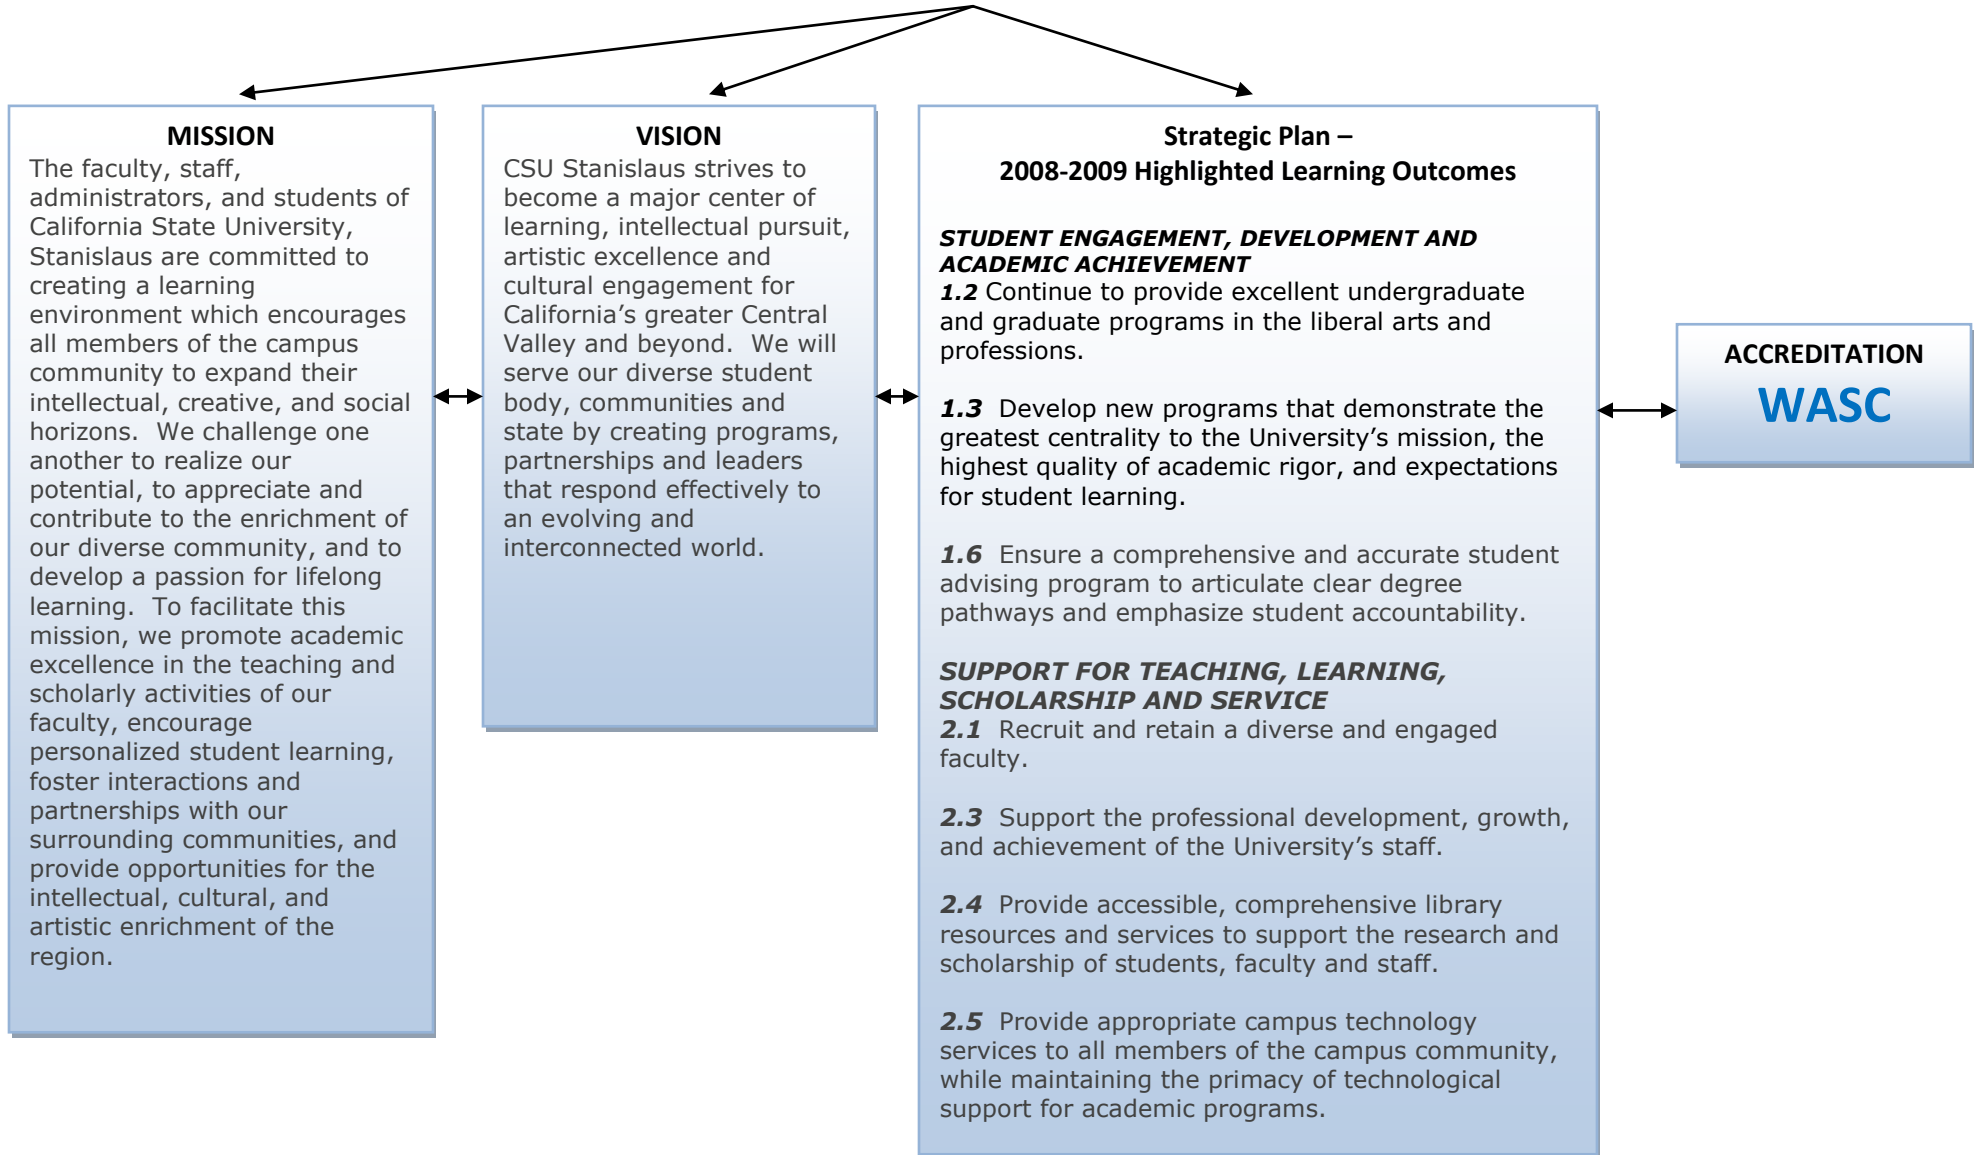 MISSION
The faculty, staff,
administrators, and students of
California State University,
Stanislaus are committed to
creating a learning
environment which encourages
all members of the campus
community to expand their
intellectual, creative, and social
horizons.  We challenge one
another to realize our
potential, to appreciate and
contribute to the enrichment of
our diverse community, and to
develop a passion for lifelong
learning.  To facilitate this
mission, we promote academic
excellence in the teaching and
scholarly activities of our
faculty, encourage
personalized student learning,
foster interactions and
partnerships with our
surrounding communities, and
provide opportunities for the
intellectual, cultural, and
artistic enrichment of the
region.
VISION
CSU Stanislaus strives to
become a major center of
learning, intellectual pursuit,
artistic excellence and
cultural engagement for
California’s greater Central
Valley and beyond.  We will
serve our diverse student
body, communities and
state by creating programs,
partnerships and leaders
that respond effectively to
an evolving and
interconnected world.
Strategic Plan –
2008-2009 Highlighted Learning Outcomes
STUDENT ENGAGEMENT, DEVELOPMENT AND
ACADEMIC ACHIEVEMENT
1.2 Continue to provide excellent undergraduate
and graduate programs in the liberal arts and
professions.
1.3  Develop new programs that demonstrate the
greatest centrality to the University’s mission, the
highest quality of academic rigor, and expectations
for student learning.
1.6  Ensure a comprehensive and accurate student
advising program to articulate clear degree
pathways and emphasize student accountability.
SUPPORT FOR TEACHING, LEARNING,
SCHOLARSHIP AND SERVICE
2.1  Recruit and retain a diverse and engaged
faculty.
2.3  Support the professional development, growth,
and achievement of the University’s staff.
2.4  Provide accessible, comprehensive library
resources and services to support the research and
scholarship of students, faculty and staff.
2.5  Provide appropriate campus technology
services to all members of the campus community,
while maintaining the primacy of technological
support for academic programs.
ACCREDITATION
WASC